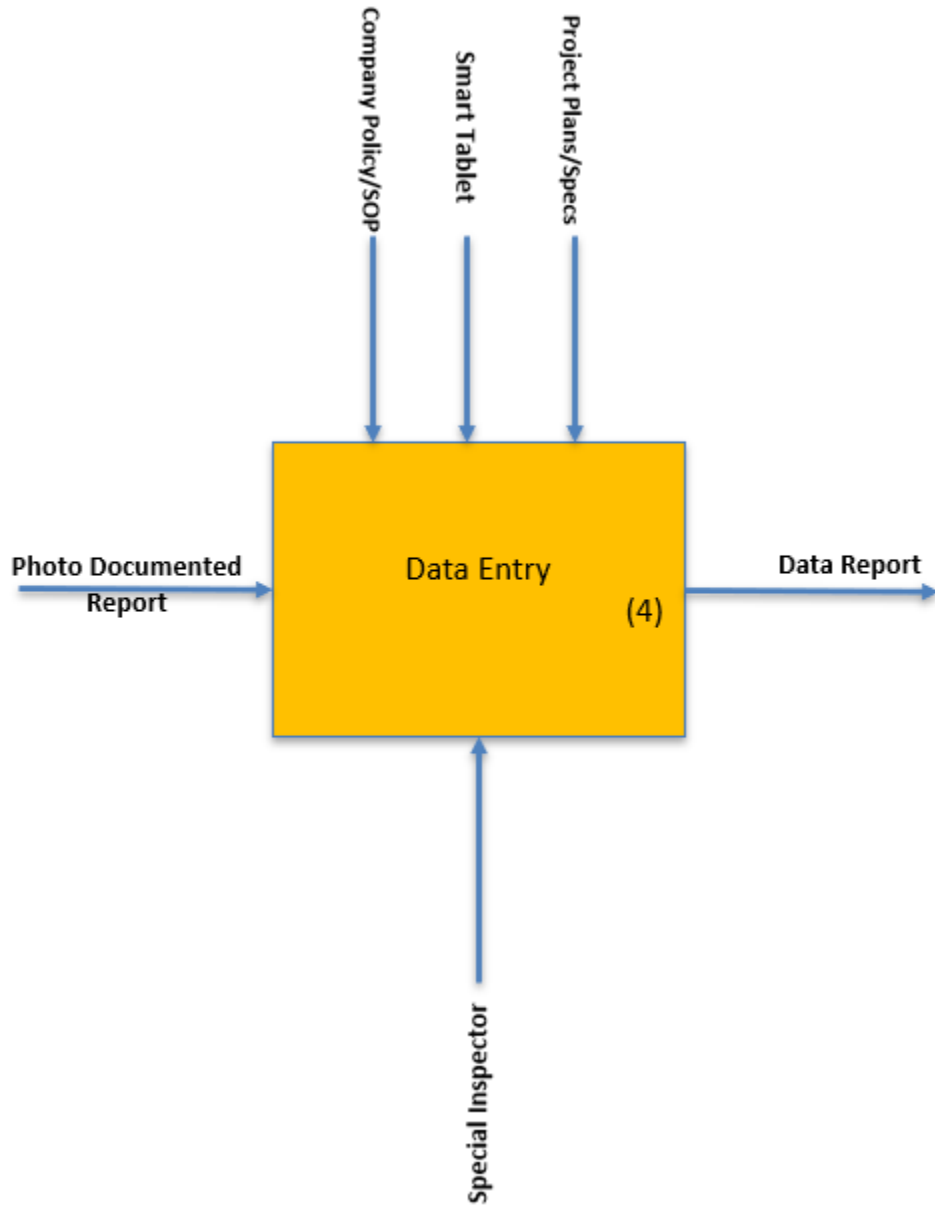 Company Policy/SOP
Smart Tablet
Project Plans/Specs
Photo Documented
Report
Data Entry
(4)
Data Report
Special Inspector